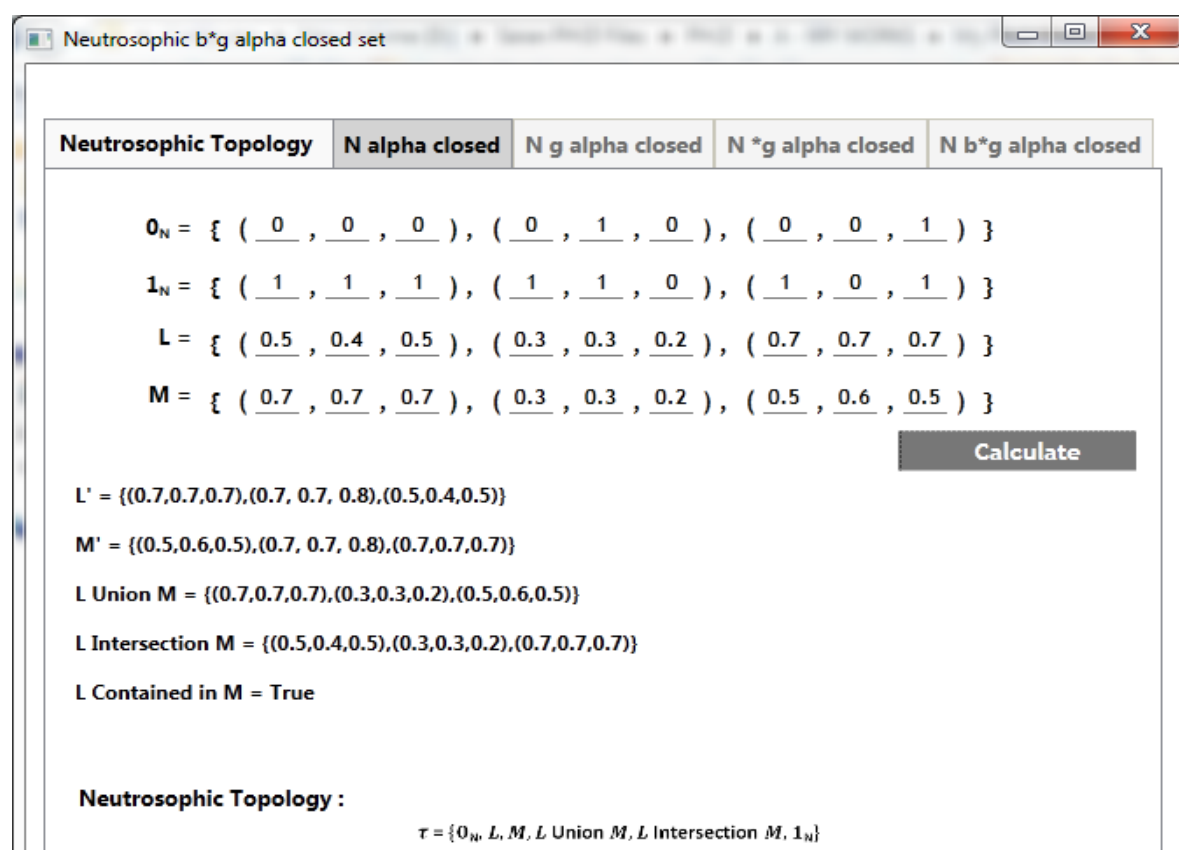 Neutrosophic b*g alpha closed set
Neutrosophic Topology N alpha closed N g alpha closed N *g alpha closed N b*g alpha closed
0N = { ( 0 , 0 , 0 ), ( 0 , 1 , 0 ), ( 0 , 0 , 1 ) }
1N = { ( 1 , 1 , 1 ), ( 1 , 1 , 0 ), ( 1 , 0 , 1 ) }
L = { ( 0.5 , 0.4 , 0.5 ), ( 0.3 , 0.3 , 0.2 ), ( 0.7 , 0.7 , 0.7 ) }
M = { ( 0.7 , 0.7 , 0.7 ), ( 0.3 , 0.3 , 0.2 ), ( 0.5 , 0.6 , 0.5 ) }
Calculate
L' = {(0.7,0.7,0.7),(0.7, 0.7, 0.8),(0.5,0.4,0.5)}
M' = {(0.5,0.6,0.5),(0.7, 0.7, 0.8),(0.7,0.7,0.7)}
L Union M = {(0.7,0.7,0.7),(0.3,0.3,0.2),(0.5,0.6,0.5)}
L Intersection M = {(0.5,0.4,0.5),(0.3,0.3,0.2),(0.7,0.7,0.7)}
L Contained in M = True
Neutrosophic Topology :
τ = {0N, L, M, L Union M, L Intersection M, 1N}